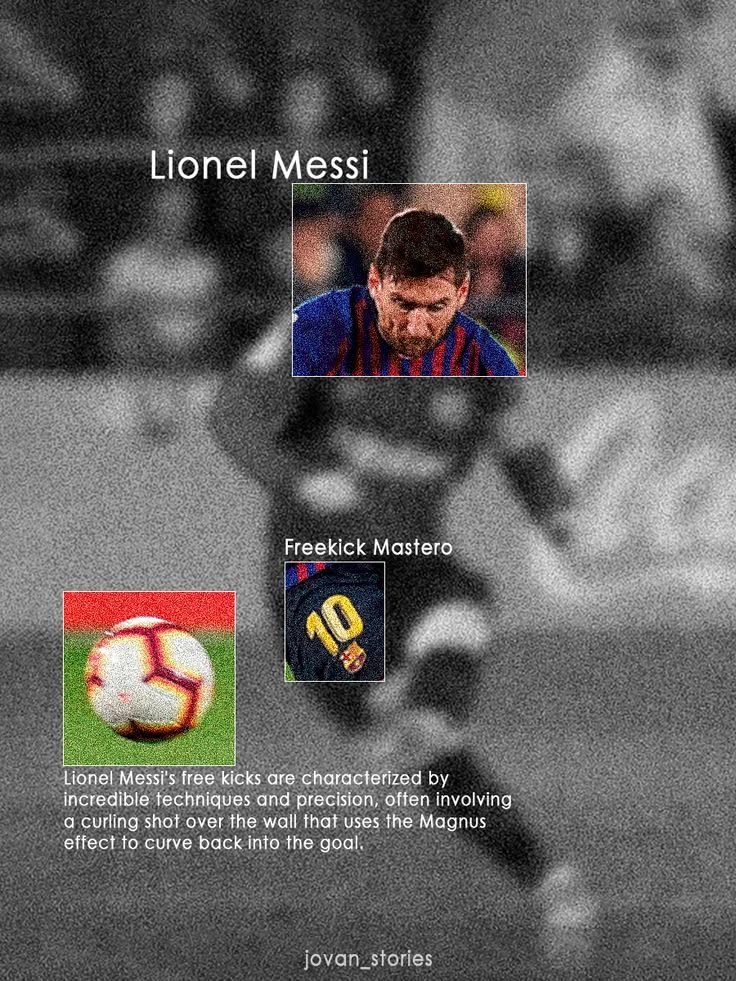 Lionel Messi
Freekick Mastero
10
Lionel Messi's free kicks are characterized by
incredible techniques and precision, often involving
a curling shot over the wall that uses the Magnus
effect to curve back into the goal.
jovan_stories